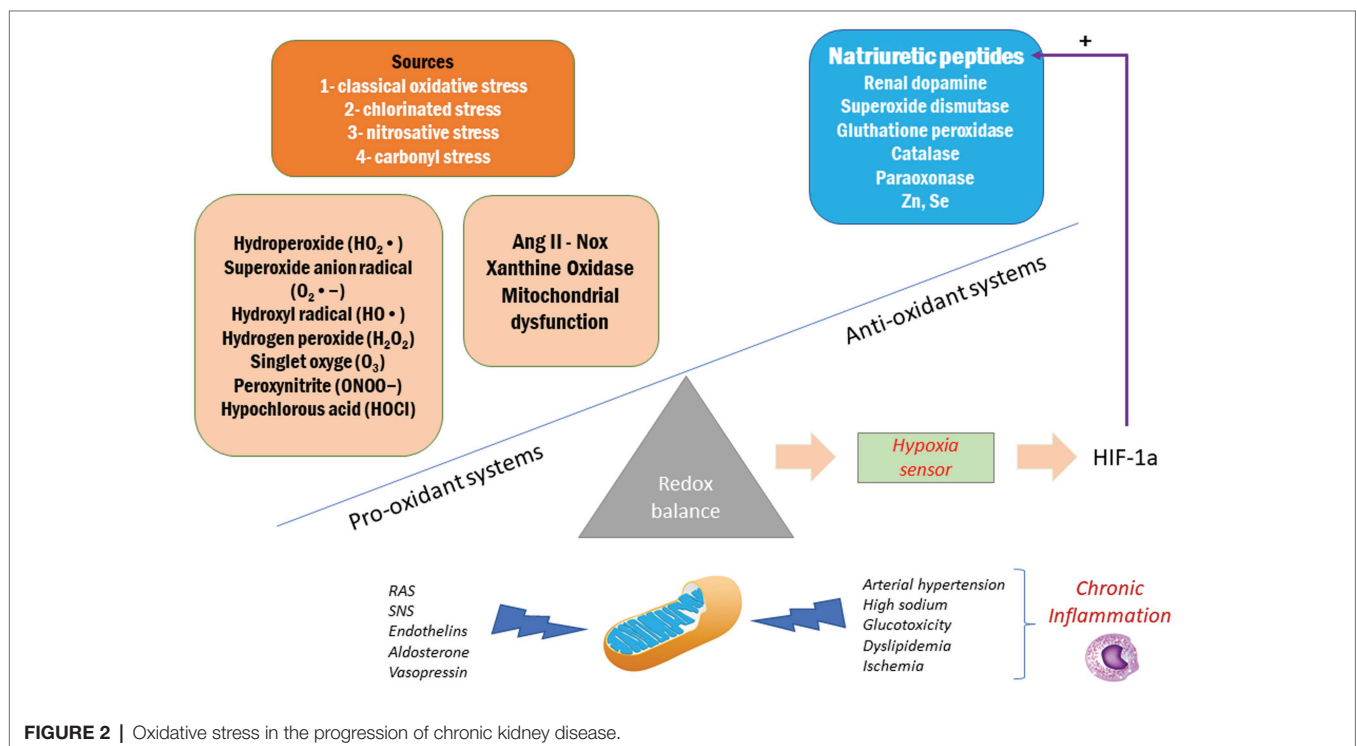 Sources
1- classical oxidative stress
2- chlorinated stress
3- nitrosative stress
4- carbonyl stress
+
Natriuretic peptides
Renal dopamine
Superoxide dismutase
Gluthatione peroxidase
Catalase
Paraoxonase
Zn, Se
Hydroperoxide (HO₂•)
Superoxide anion radical
(O₂•−)
Hydroxyl radical (HO•)
Hydrogen peroxide (H₂O₂)
Singlet oxyge (O₃)
Peroxynitrite (ONOO−)
Hypochlorous acid (HOCl)
Ang II - Nox
Xanthine Oxidase
Mitochondrial
dysfunction
Pro-oxidant systems
Anti-oxidant systems
Redox
balance
Hypoxia
sensor
HIF-1a
RAS
SNS
Endothelins
Aldosterone
Vasopressin
Arterial hypertension
High sodium
Glucotoxicity
Dyslipidemia
Ischemia
Chronic
Inflammation
FIGURE 2 | Oxidative stress in the progression of chronic kidney disease.